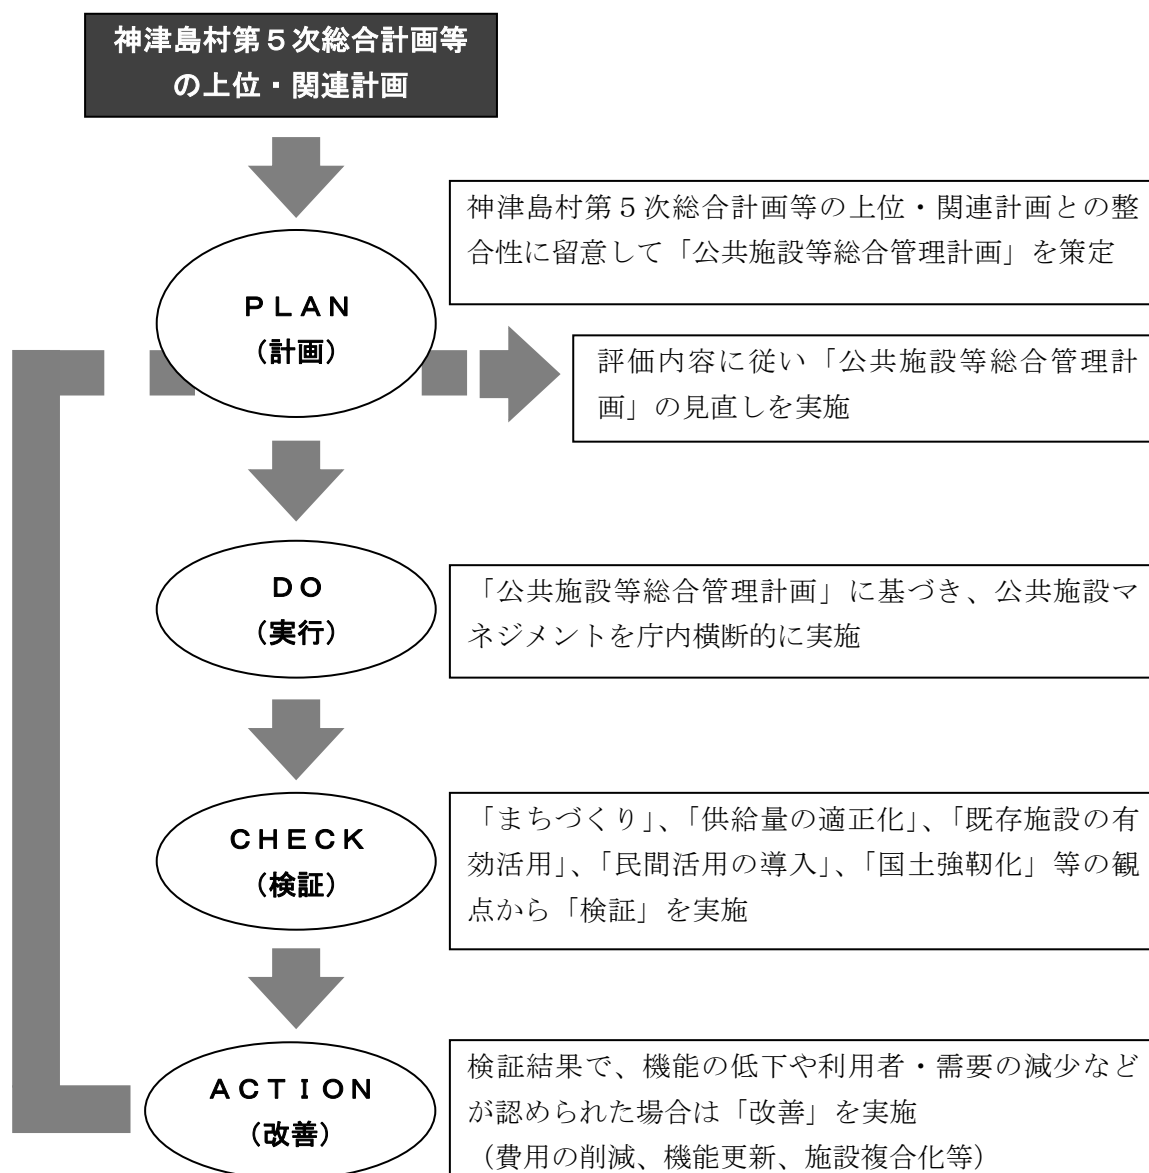 神津島村第５次総合計画等
の上位・関連計画
神津島村第５次総合計画等の上位・関連計画との整
合性に留意して「公共施設等総合管理計画」を策定
ＰＬＡＮ
（計画）
評価内容に従い「公共施設等総合管理計
画」の見直しを実施
ＤＯ
（実行）
「公共施設等総合管理計画」に基づき、公共施設マ
ネジメントを庁内横断的に実施
ＣＨＥＣＫ
（検証）
「まちづくり」、「供給量の適正化」、「既存施設の有
効活用」、「民間活用の導入」、「国土強靭化」等の観
点から「検証」を実施
ＡＣＴＩＯＮ
（改善）
検証結果で、機能の低下や利用者・需要の減少など
が認められた場合は「改善」を実施
（費用の削減、機能更新、施設複合化等）